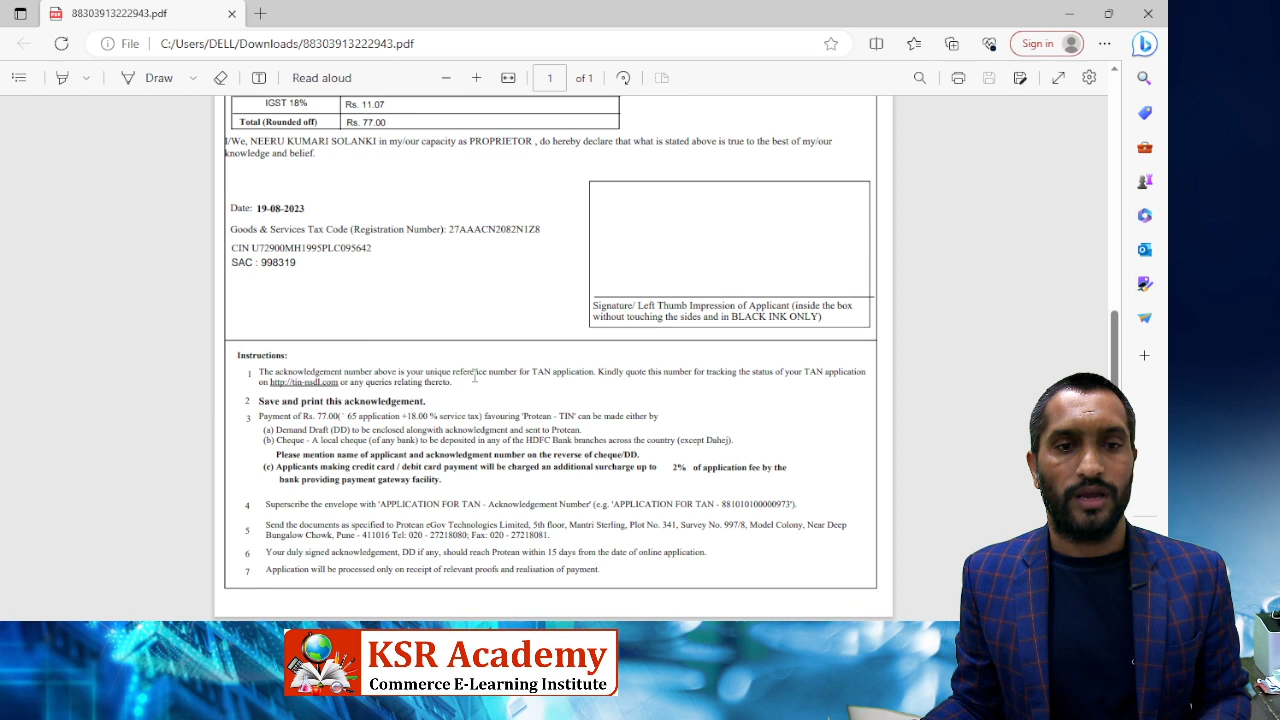 88303913222943.pdf
File C:/Users/DELL/Downloads/88303913222943.pdf
Sign in
Draw
Read aloud
1 of 1
IGST 18% Rs. 11.07
Total (Rounded off) Rs. 77.00
I/We, NEERU KUMARI SOLANKI in my/our capacity as PROPRIETOR , do hereby declare that what is stated above is true to the best of my/our
knowledge and belief.
Date: 19-08-2023
Goods & Services Tax Code (Registration Number): 27AAACN2082N1Z8
CIN U72900MH1995PLC095642
SAC : 998319
Signature/ Left Thumb Impression of Applicant (inside the box
without touching the sides and in BLACK INK ONLY)
Instructions:
1 The acknowledgement number above is your unique reference number for TAN application. Kindly quote this number for tracking the status of your TAN application
on http://tin-nsdl.com or any queries relating thereto.
2 Save and print this acknowledgement.
3 Payment of Rs. 77.00(` 65 application +18.00 % service tax) favouring 'Protean - TIN' can be made either by
(a) Demand Draft (DD) to be enclosed alongwith acknowledgment and sent to Protean.
(b) Cheque - A local cheque (of any bank) to be deposited in any of the HDFC Bank branches across the country (except Dahej).
Please mention name of applicant and acknowledgment number on the reverse of cheque/DD.
(c) Applicants making credit card / debit card payment will be charged an additional surcharge up to 2% of application fee by the
bank providing payment gateway facility.
4 Superscribe the envelope with 'APPLICATION FOR TAN - Acknowledgement Number' (e.g. 'APPLICATION FOR TAN - 881010100000973').
5 Send the documents as specified to Protean eGov Technologies Limited, 5th floor, Mantri Sterling, Plot No. 341, Survey No. 997/8, Model Colony, Near Deep
Bungalow Chowk, Pune - 411016 Tel: 020 - 27218080; Fax: 020 - 27218081.
6 Your duly signed acknowledgement, DD if any, should reach Protean within 15 days from the date of online application.
7 Application will be processed only on receipt of relevant proofs and realisation of payment.
KSR Academy
Commerce E-Learning Institute